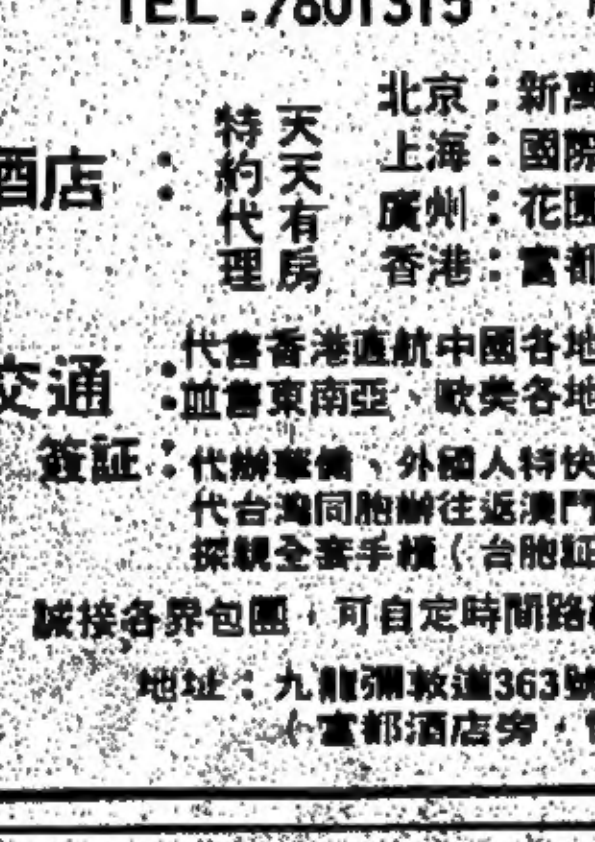 TEL.:7801315
酒店：特約代理 天天有房
北京：新萬
上海：國際
廣州：花園
香港：富都
交通：代售香港直航中國各地
並售東南亞、歐美各地
簽証：代辦華僑、外國人特快
代台灣同胞辦往返澳門
探親全套手續（台胞証
誠接各界包團，可自定時間路
地址：九龍彌敦道363號
（富都酒店旁，